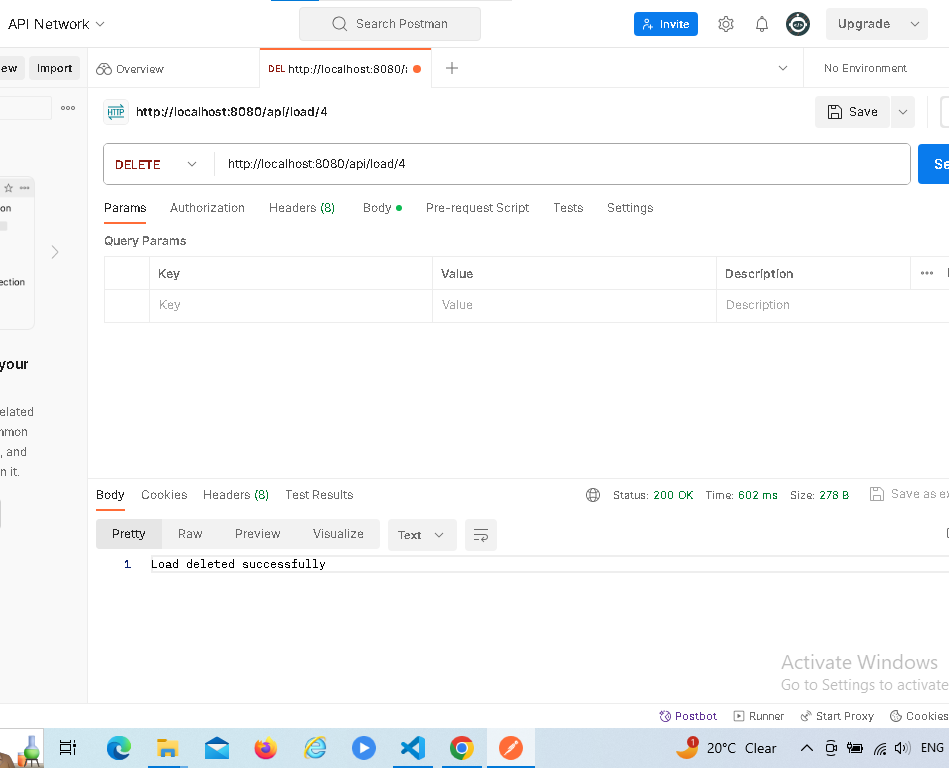 API Network
Search Postman
Invite
Upgrade
ew
Import
Overview
DEL http://localhost:8080/
No Environment
HTTP
http://localhost:8080/api/load/4
Save
DELETE
http://localhost:8080/api/load/4
Se
Params
Authorization
Headers (8)
Body
Pre-request Script
Tests
Settings
Query Params
Key
Value
Description
Key
Value
Description
on
ection
your
elated
mmon
, and
n it.
Body
Cookies
Headers (8)
Test Results
Status: 200 OK
Time: 602 ms
Size: 278 B
Save as ex
Pretty
Raw
Preview
Visualize
Text
1
Load deleted successfully
Activate Windows
Go to Settings to activate
Postbot
Runner
Start Proxy
Cookies
1
20°C Clear
ENG